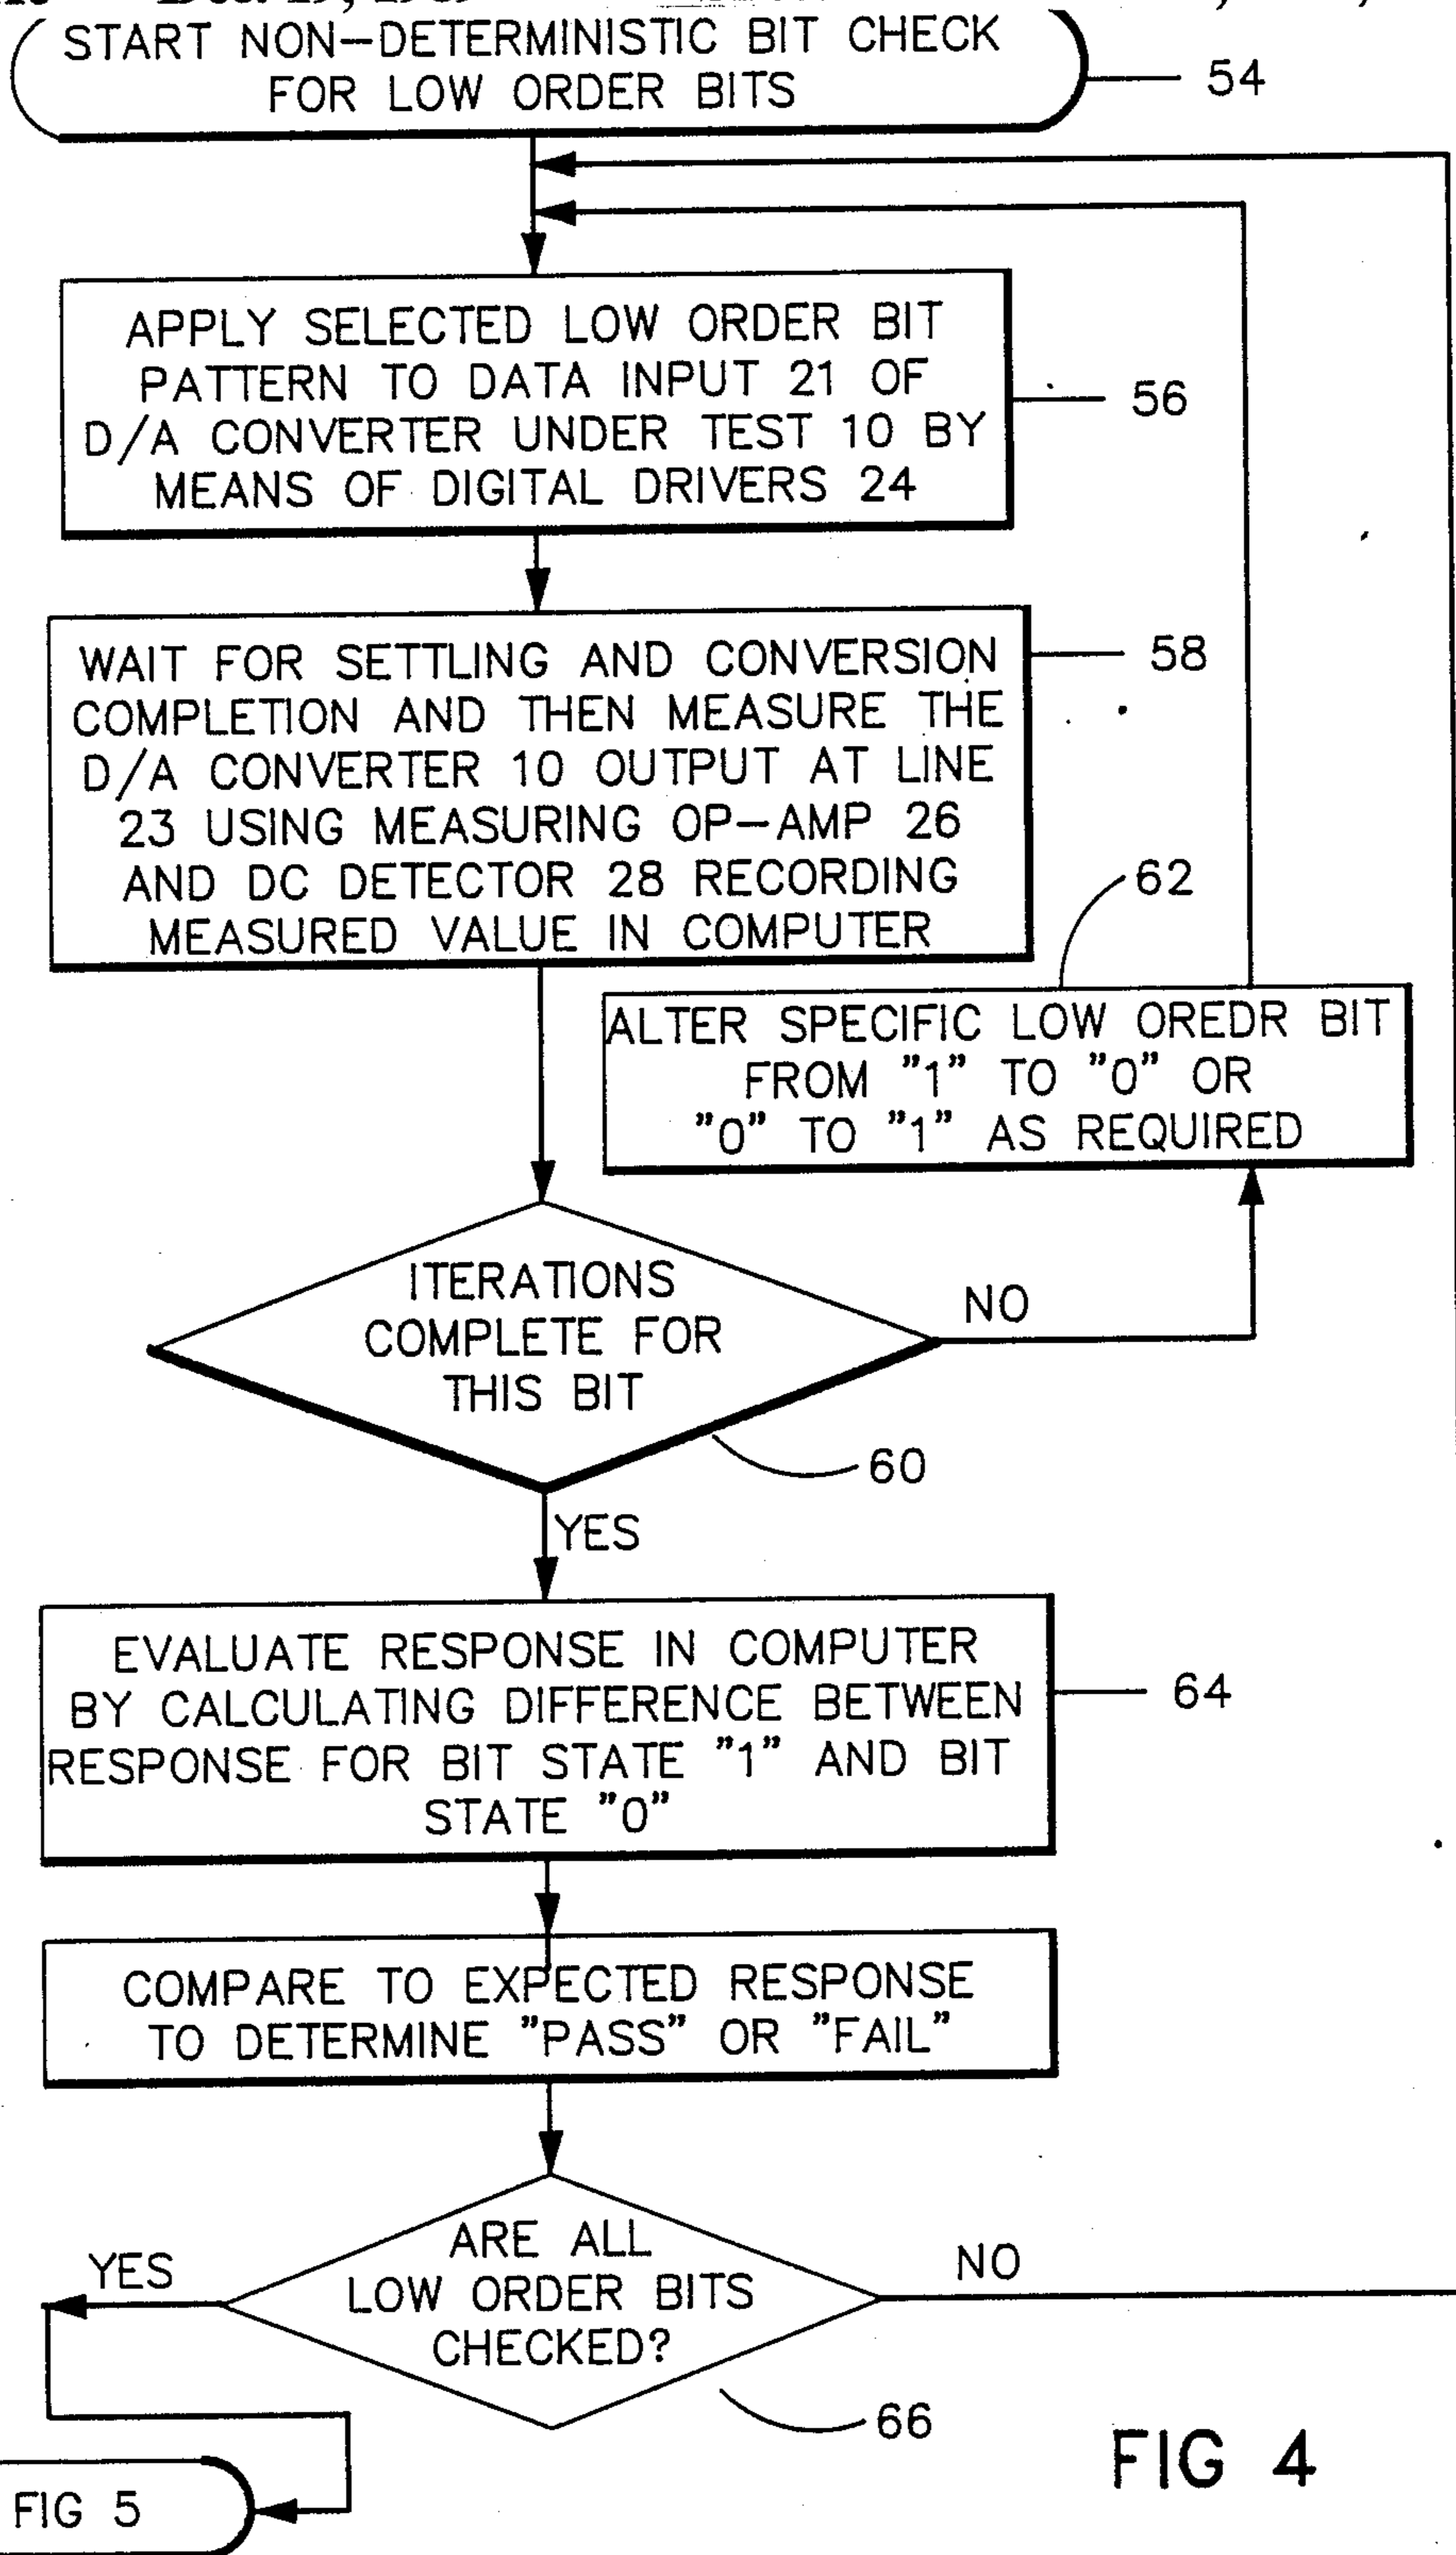 START NON-DETERMINISTIC BIT CHECK
FOR LOW ORDER BITS
54
APPLY SELECTED LOW ORDER BIT
PATTERN TO DATA INPUT 21 OF
D/A CONVERTER UNDER TEST 10 BY
MEANS OF DIGITAL DRIVERS 24
56
WAIT FOR SETTLING AND CONVERSION
COMPLETION AND THEN MEASURE THE
D/A CONVERTER 10 OUTPUT AT LINE
23 USING MEASURING OP-AMP 26
AND DC DETECTOR 28 RECORDING
MEASURED VALUE IN COMPUTER
58
62
ALTER SPECIFIC LOW OREDR BIT
FROM "1" TO "0" OR
"0" TO "1" AS REQUIRED
ITERATIONS
COMPLETE FOR
THIS BIT
NO
60
YES
EVALUATE RESPONSE IN COMPUTER
BY CALCULATING DIFFERENCE BETWEEN
RESPONSE FOR BIT STATE "1" AND BIT
STATE "0"
64
COMPARE TO EXPECTED RESPONSE
TO DETERMINE "PASS" OR "FAIL"
ARE ALL
LOW ORDER BITS
CHECKED?
YES
NO
66
FIG 5
FIG 4